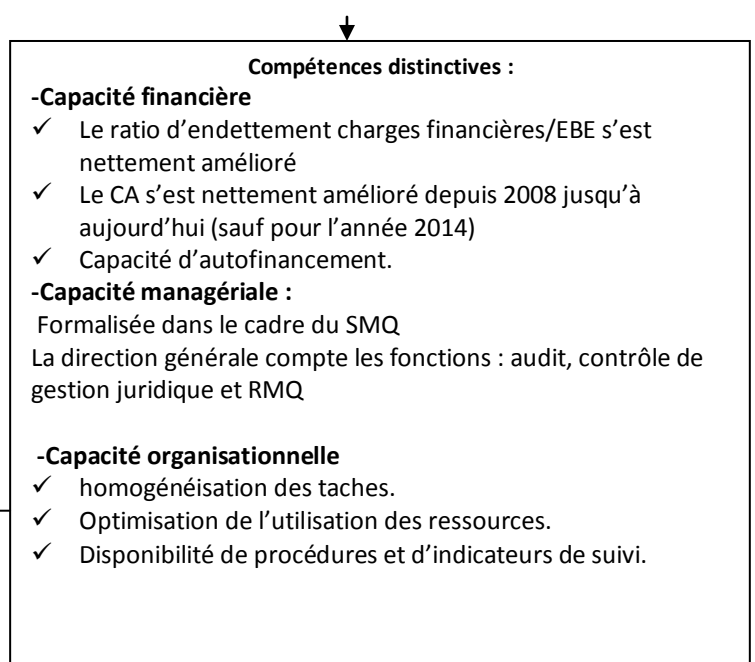 Compétences distinctives :
-Capacité financière
✓ Le ratio d’endettement charges financières/EBE s’est
nettement amélioré
✓ Le CA s’est nettement amélioré depuis 2008 jusqu’à
aujourd’hui (sauf pour l’année 2014)
✓ Capacité d’autofinancement.
-Capacité managériale :
Formalisée dans le cadre du SMQ
La direction générale compte les fonctions : audit, contrôle de
gestion juridique et RMQ
-Capacité organisationnelle
✓ homogénéisation des taches.
✓ Optimisation de l’utilisation des ressources.
✓ Disponibilité de procédures et d’indicateurs de suivi.